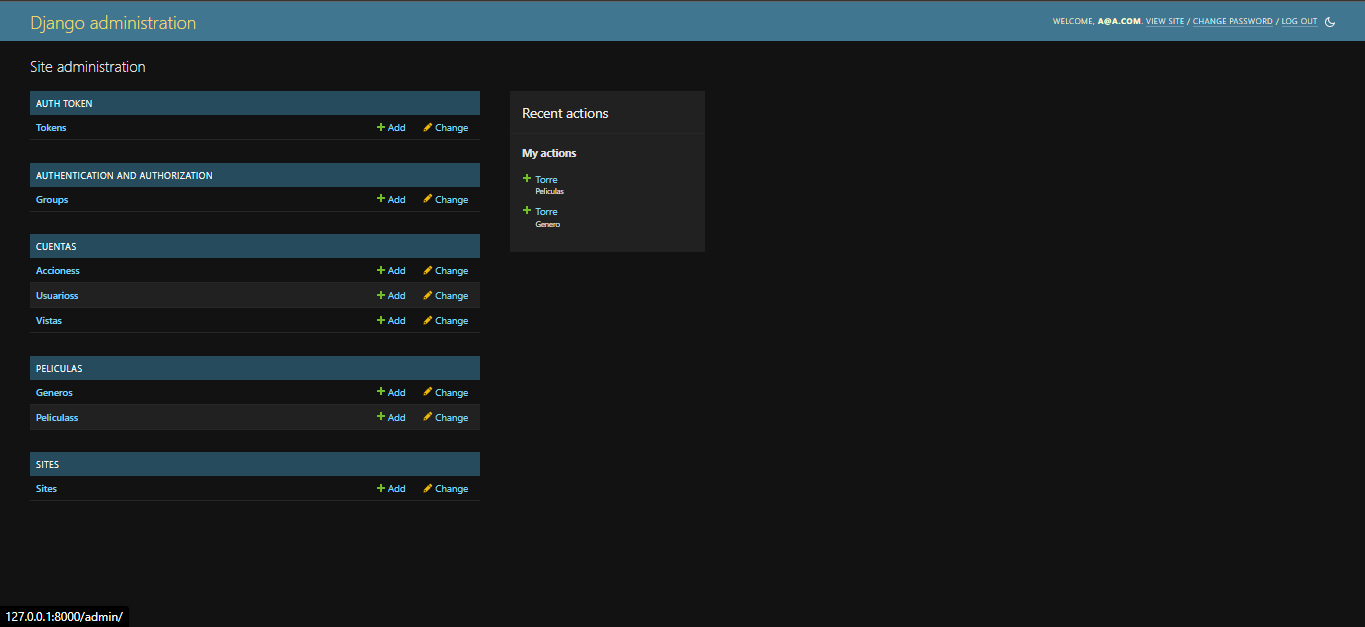 Django administration
WELCOME, A@A.COM. VIEW SITE / CHANGE PASSWORD / LOG OUT
Site administration
AUTH TOKEN
Tokens Add Change
AUTHENTICATION AND AUTHORIZATION
Groups Add Change
CUENTAS
Accioness Add Change
Usuarioss Add Change
Vistas Add Change
PELICULAS
Generos Add Change
Peliculass Add Change
SITES
Sites Add Change
Recent actions
My actions
Torre
Peliculas
Torre
Genero
127.0.0.1:8000/admin/